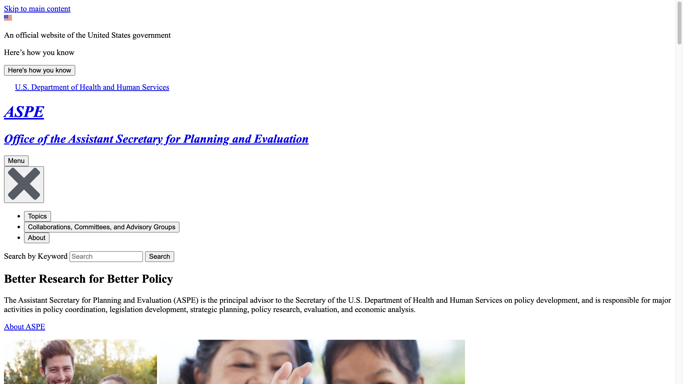 Skip to main content
An official website of the United States government
Here’s how you know
Here's how you know
U.S. Department of Health and Human Services
ASPE
Office of the Assistant Secretary for Planning and Evaluation
Menu
Topics
Collaborations, Committees, and Advisory Groups
About
Search by Keyword Search Search
Better Research for Better Policy
The Assistant Secretary for Planning and Evaluation (ASPE) is the principal advisor to the Secretary of the U.S. Department of Health and Human Services on policy development, and is responsible for major
activities in policy coordination, legislation development, strategic planning, policy research, evaluation, and economic analysis.
About ASPE